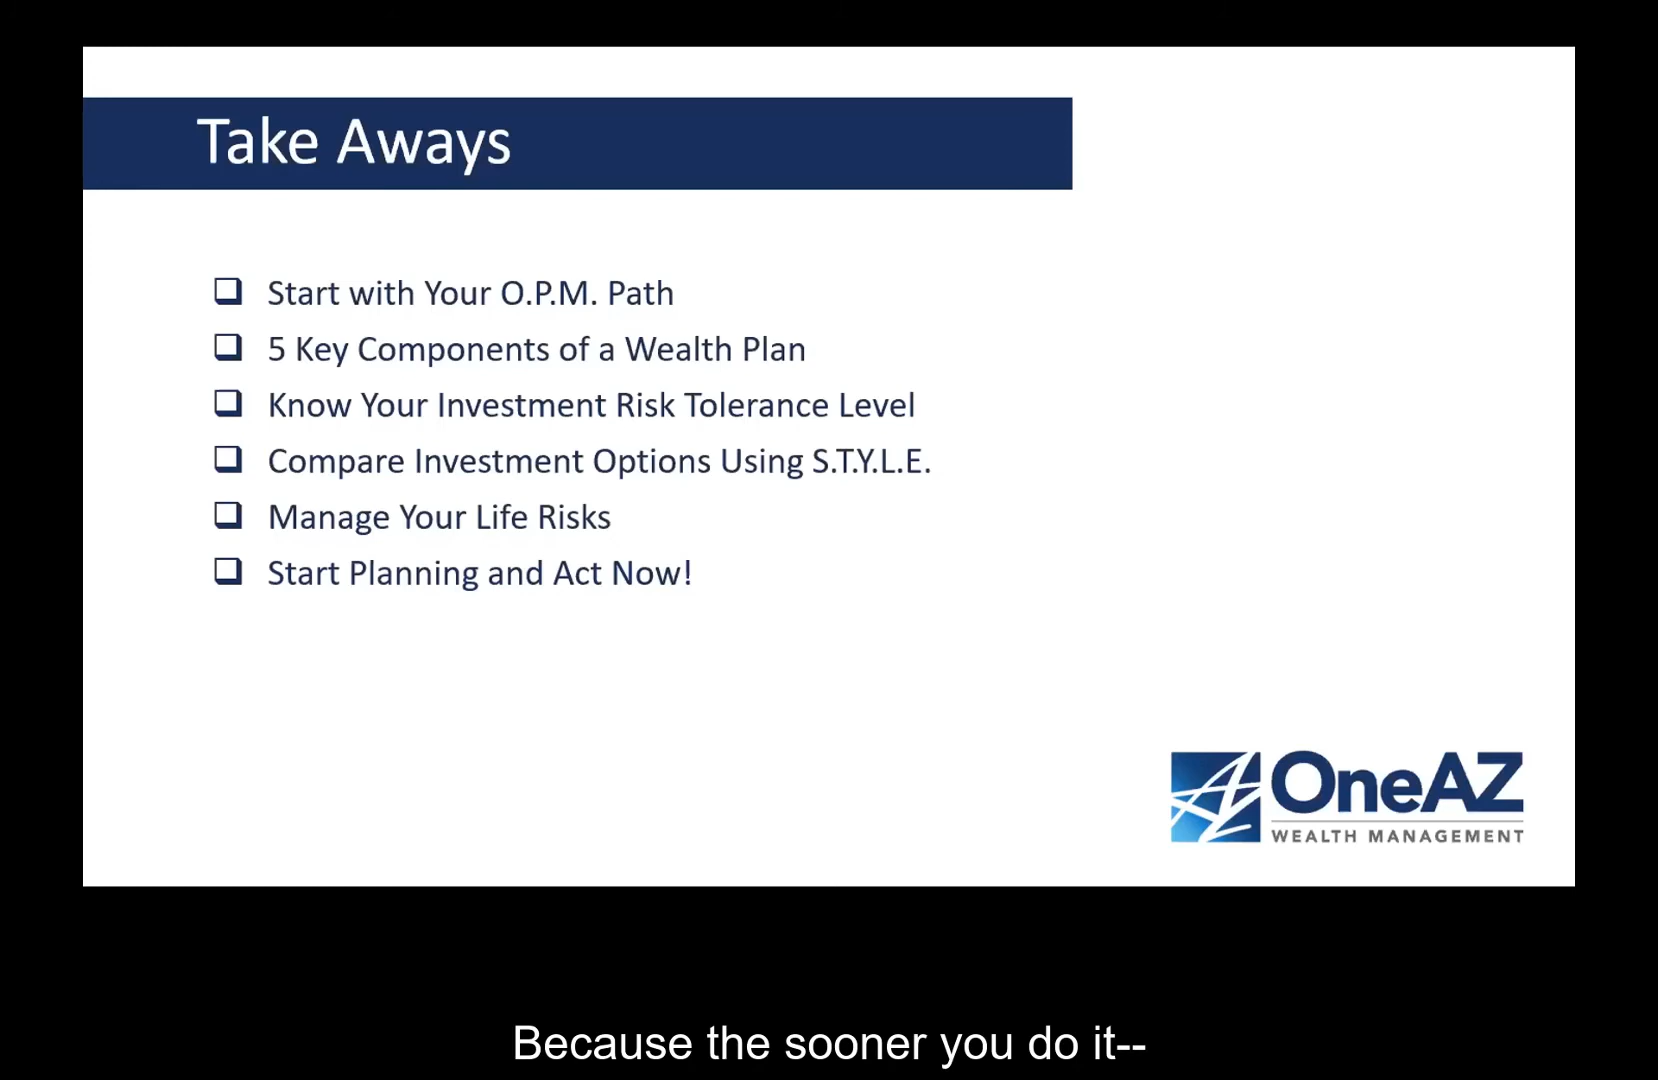 Take Aways
Start with Your O.P.M. Path
5 Key Components of a Wealth Plan
Know Your Investment Risk Tolerance Level
Compare Investment Options Using S.T.Y.L.E.
Manage Your Life Risks
Start Planning and Act Now!
OneAZ
WEALTH MANAGEMENT
Because the sooner you do it--